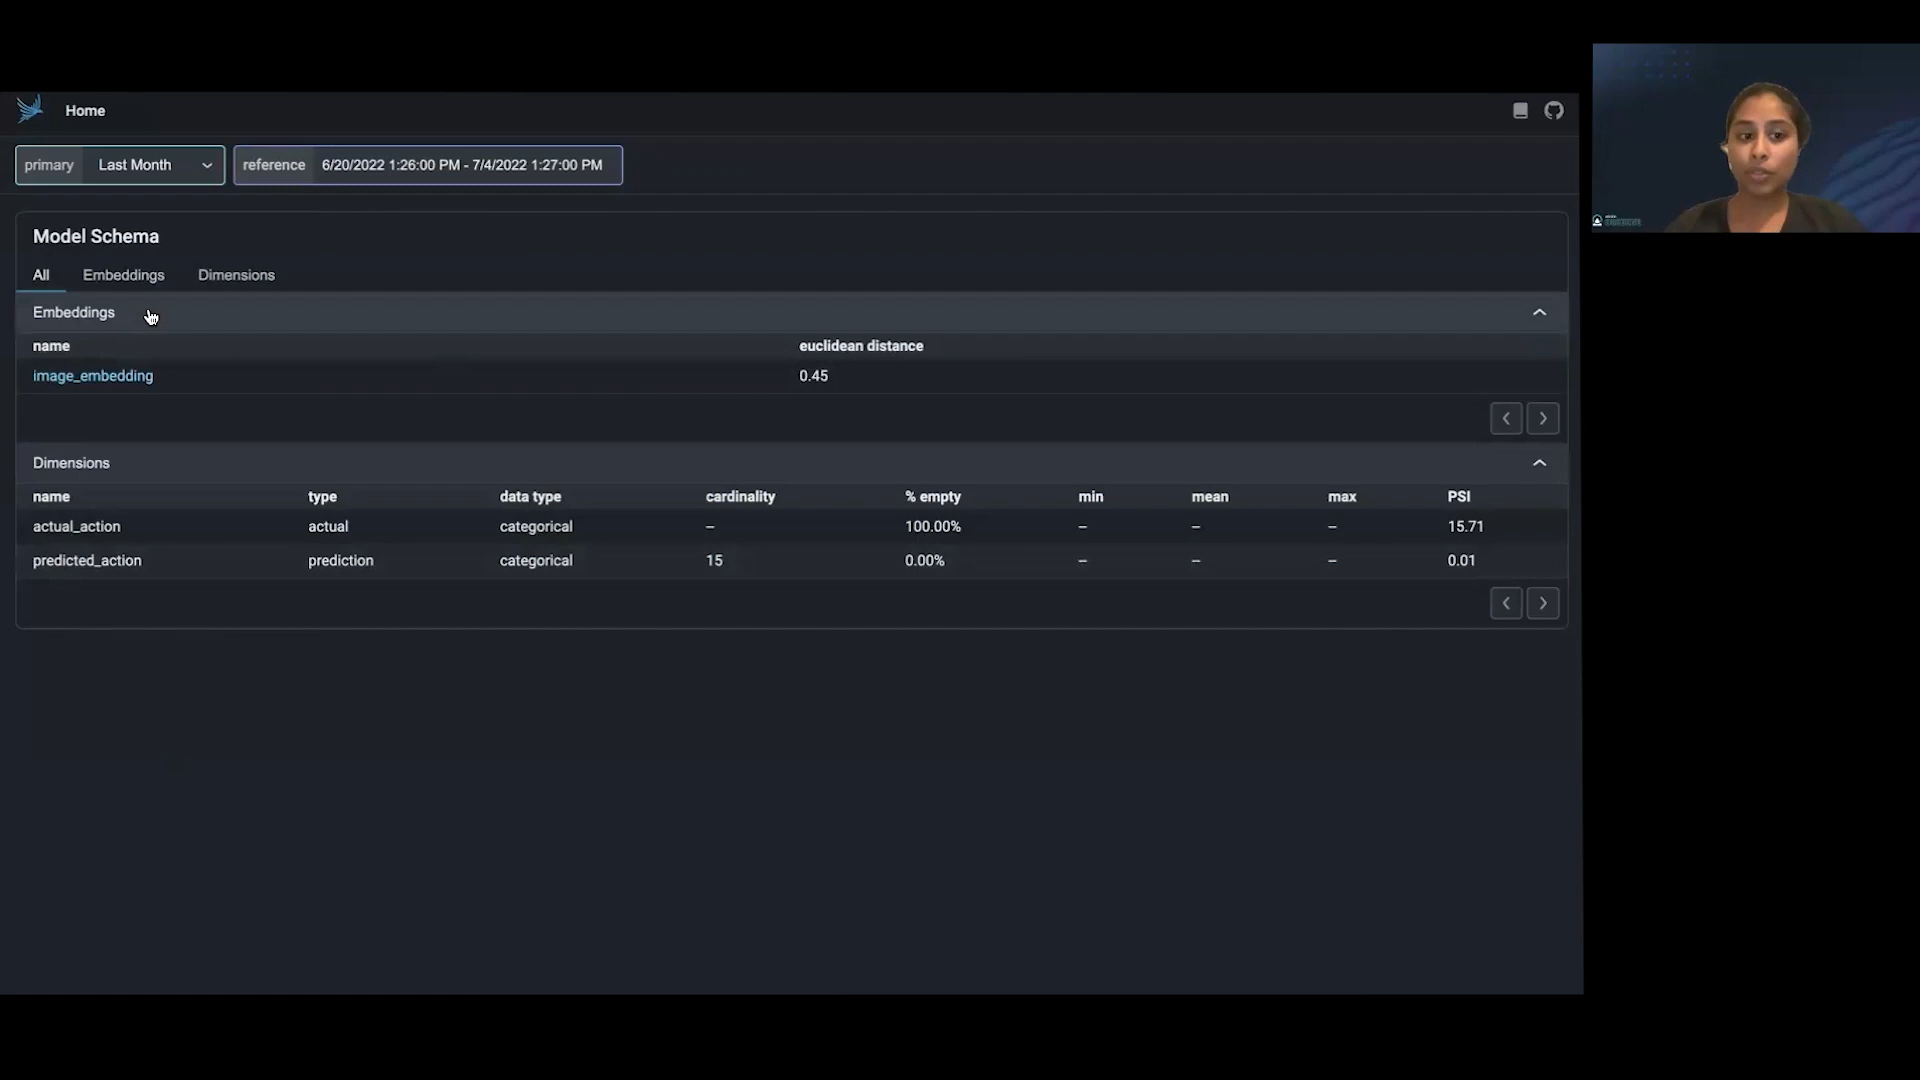 Home
primary Last Month reference 6/20/2022 1:26:00 PM - 7/4/2022 1:27:00 PM
Model Schema
All Embeddings Dimensions
Embeddings
name euclidean distance
image_embedding 0.45
Dimensions
name type data type cardinality % empty min mean max PSI
actual_action actual categorical – 100.00% – – – 15.71
predicted_action prediction categorical 15 0.00% – – – 0.01